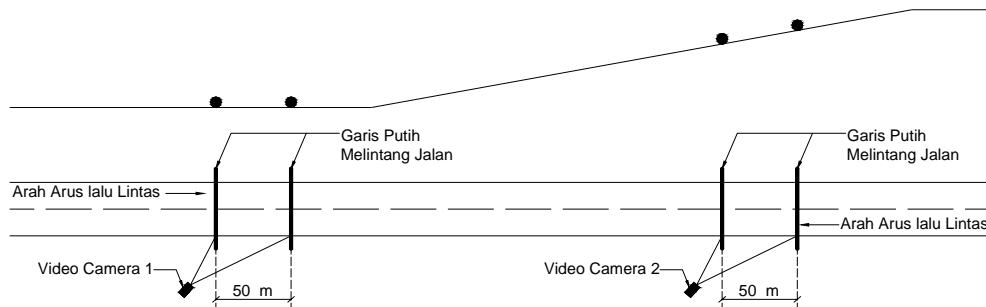 Garis Putih
Melintang Jalan
Garis Putih
Melintang Jalan
Arah Arus lalu Lintas
Arah Arus lalu Lintas
Video Camera 1
50 m
Video Camera 2
50 m